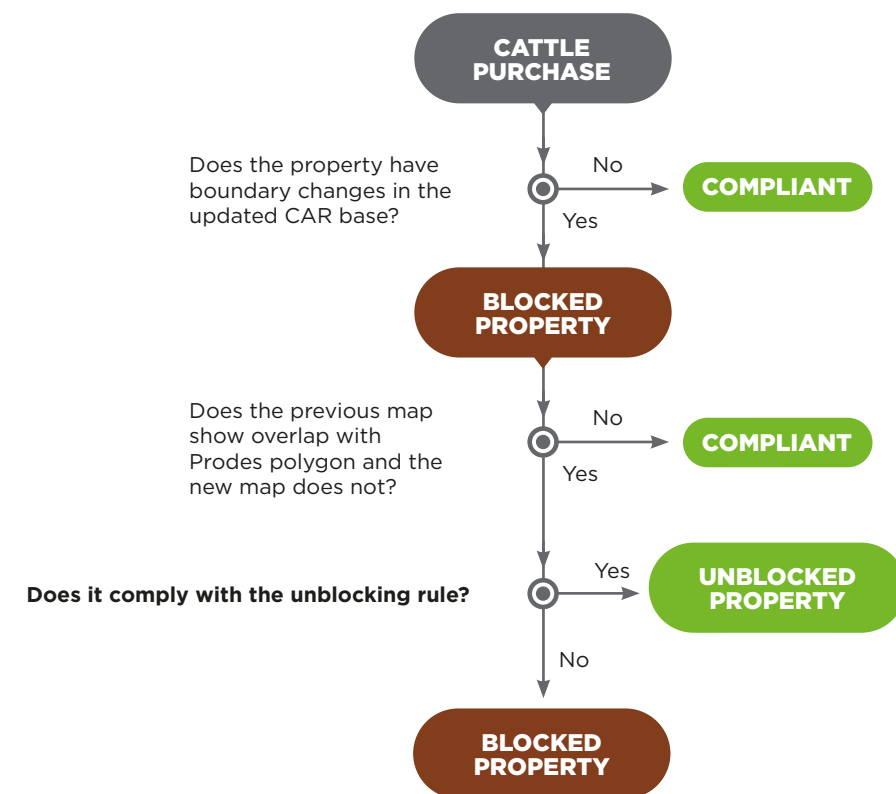 CATTLE
PURCHASE
Does the property have
boundary changes in the
updated CAR base?
No
COMPLIANT
Yes
BLOCKED
PROPERTY
Does the previous map
show overlap with
Prodes polygon and the
new map does not?
No
COMPLIANT
Yes
Does it comply with the unblocking rule?
Yes
UNBLOCKED
PROPERTY
No
BLOCKED
PROPERTY